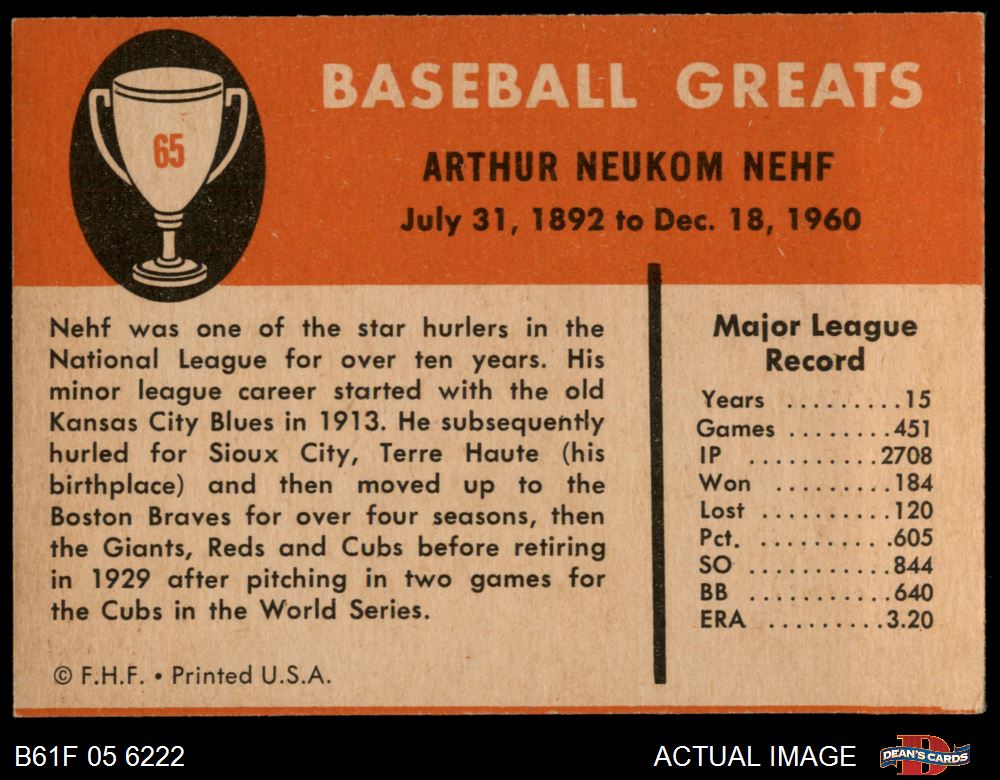 65
BASEBALL GREATS
ARTHUR NEUKOM NEHF
July 31, 1892 to Dec. 18, 1960
Nehf was one of the star hurlers in the
National League for over ten years. His
minor league career started with the old
Kansas City Blues in 1913. He subsequently
hurled for Sioux City, Terre Haute (his
birthplace) and then moved up to the
Boston Braves for over four seasons, then
the Giants, Reds and Cubs before retiring
in 1929 after pitching in two games for
the Cubs in the World Series.
© F.H.F. • Printed U.S.A.
Major League
Record
Years .........15
Games ........451
IP ..........2708
Won .........184
Lost ..........120
Pct. ..........605
SO ...........844
BB ...........640
ERA .........3.20
B61F 05 6222
ACTUAL IMAGE
D
DEAN'S CARDS